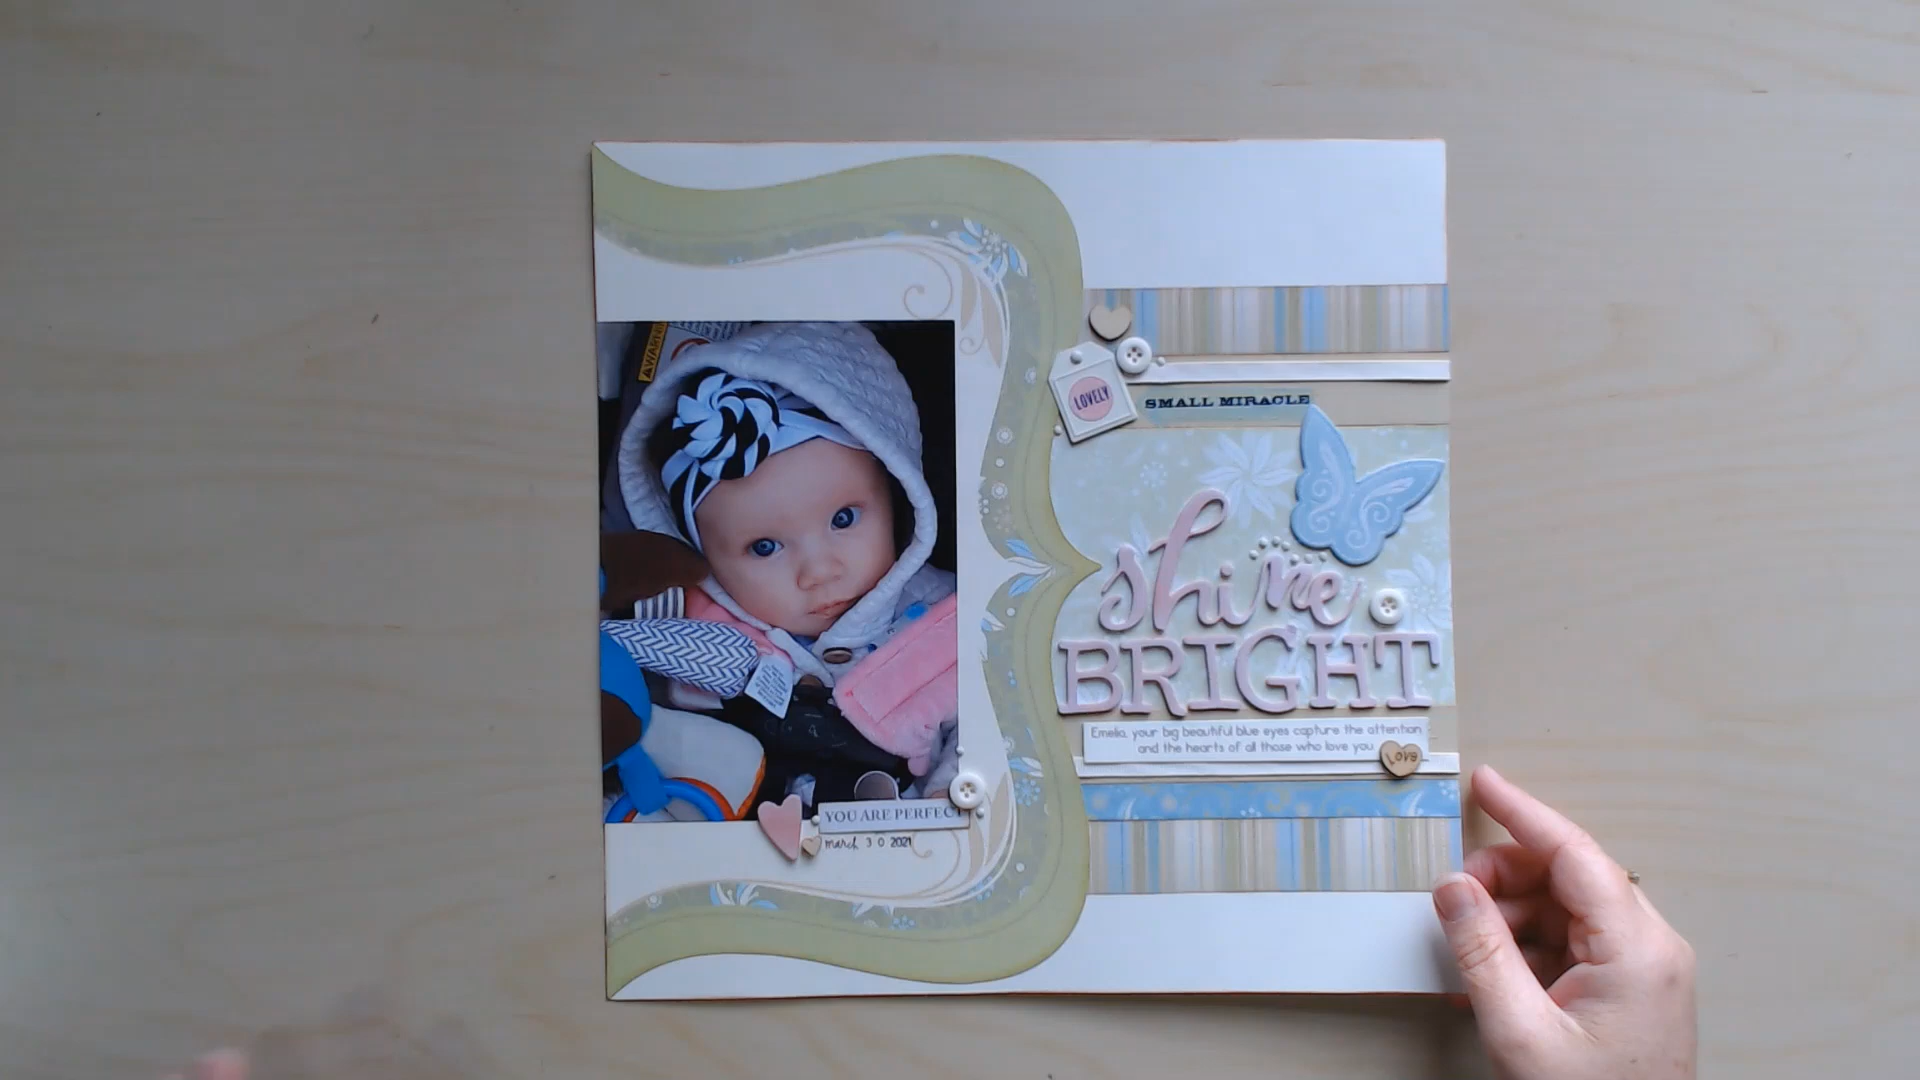 LOVELY
SMALL MIRACLE
shine
BRIGHT
Emelia, your big beautiful blue eyes capture the attention
and the hearts of all those who love you.
Love
YOU ARE PERFECT
march 30 2021